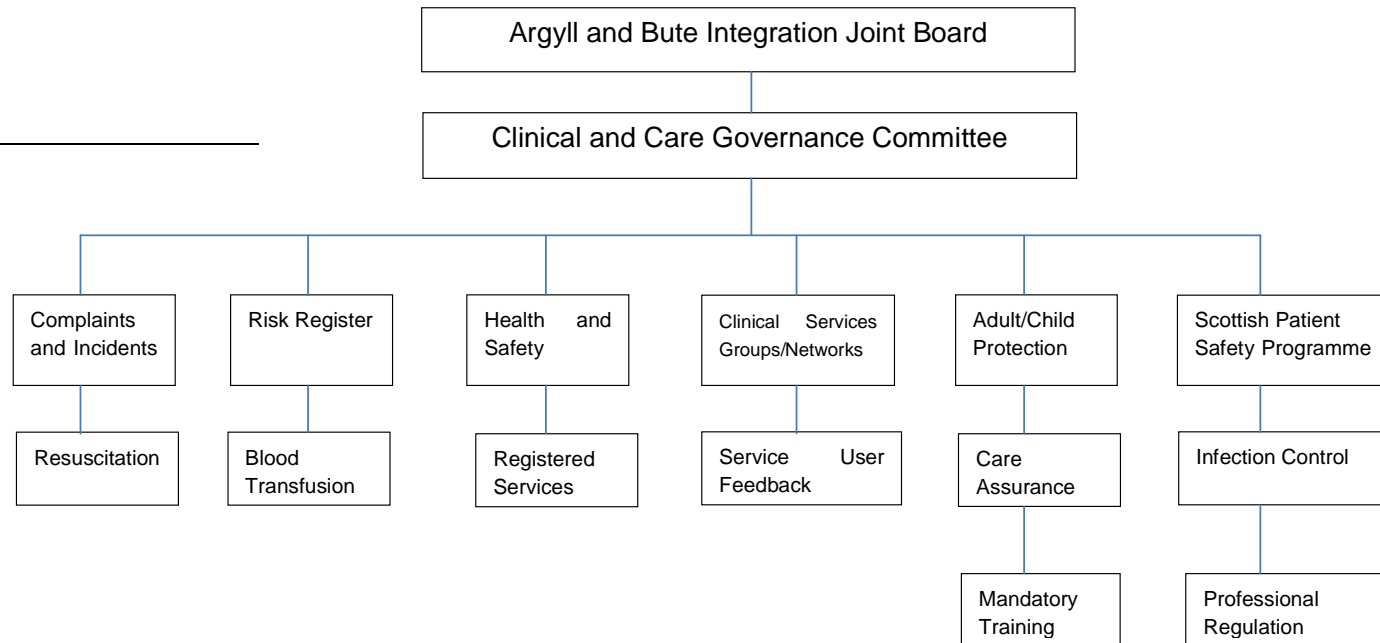 Argyll and Bute Integration Joint Board
Clinical and Care Governance Committee
Complaints
and Incidents
Risk Register
Health and
Safety
Clinical Services
Groups/Networks
Adult/Child
Protection
Scottish Patient
Safety Programme
Resuscitation
Blood
Transfusion
Registered
Services
Service User
Feedback
Care
Assurance
Infection Control
Mandatory
Training
Professional
Regulation